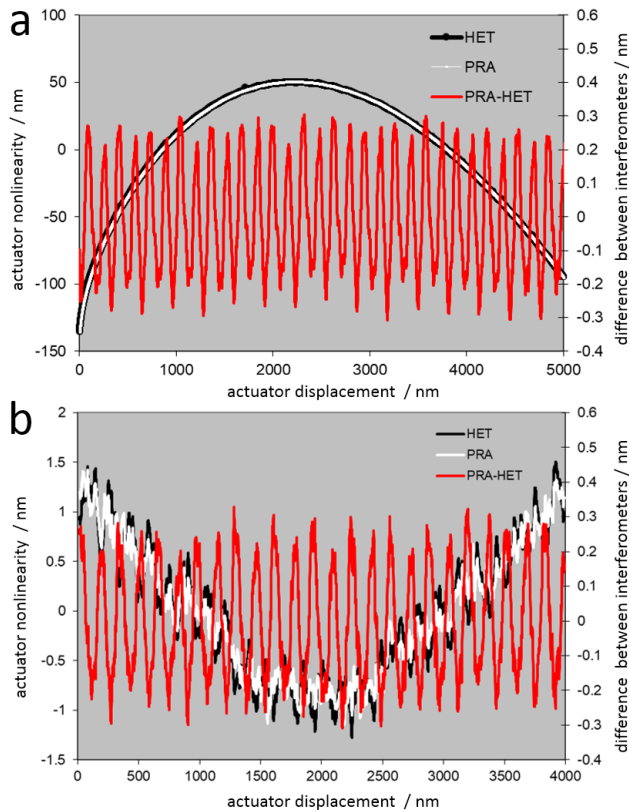 a
HET
PRA
PRA-HET
actuator nonlinearity / nm
100
50
0
-50
-100
-150
0.6
0.5
0.4
0.3
0.2
0.1
0
-0.1
-0.2
-0.3
-0.4
difference between interferometers / nm
0 1000 2000 3000 4000 5000
actuator displacement / nm
b
HET
PRA
PRA-HET
actuator nonlinearity / nm
2
1.5
1
0.5
0
-0.5
-1
-1.5
0.6
0.5
0.4
0.3
0.2
0.1
0
-0.1
-0.2
-0.3
-0.4
difference between interferometers / nm
0 500 1000 1500 2000 2500 3000 3500 4000
actuator displacement / nm